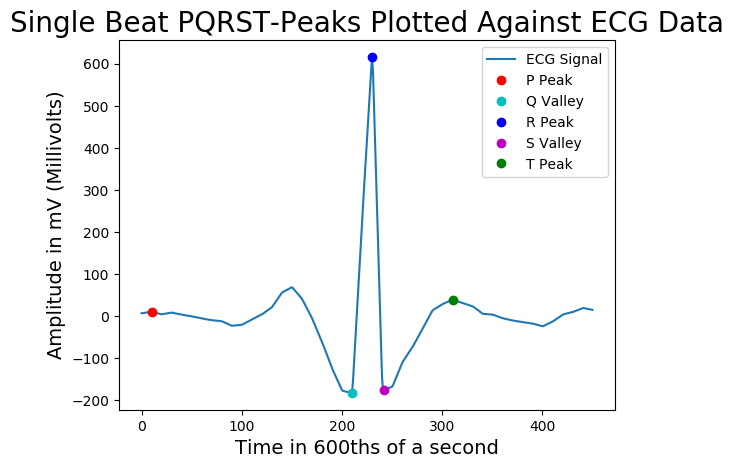 Single Beat PQRST-Peaks Plotted Against ECG Data
Amplitude in mV (Millivolts)
600
500
400
300
200
100
0
−100
−200
ECG Signal
P Peak
Q Valley
R Peak
S Valley
T Peak
0 100 200 300 400
Time in 600ths of a second